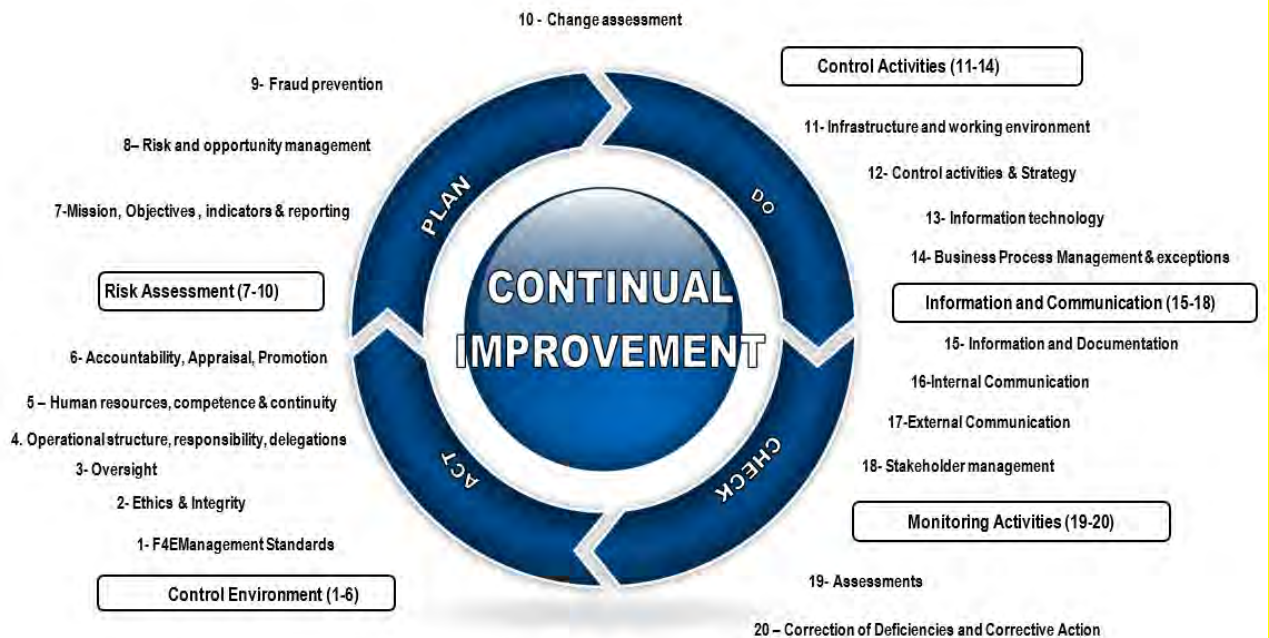 10 - Change assessment
Control Activities (11-14)
9- Fraud prevention
11- Infrastructure and working environment
8– Risk and opportunity management
12- Control activities & Strategy
7-Mission, Objectives , indicators & reporting
13- Information technology
14- Business Process Management & exceptions
Risk Assessment (7-10)
Information and Communication (15-18)
6- Accountability, Appraisal, Promotion
15- Information and Documentation
16-Internal Communication
5 – Human resources, competence & continuity
17-External Communication
4. Operational structure, responsibility, delegations
3- Oversight
18- Stakeholder management
2- Ethics & Integrity
Monitoring Activities (19-20)
1- F4EManagement Standards
19- Assessments
Control Environment (1-6)
20 – Correction of Deficiencies and Corrective Action
PLAN
DO
CHECK
ACT
CONTINUAL
IMPROVEMENT